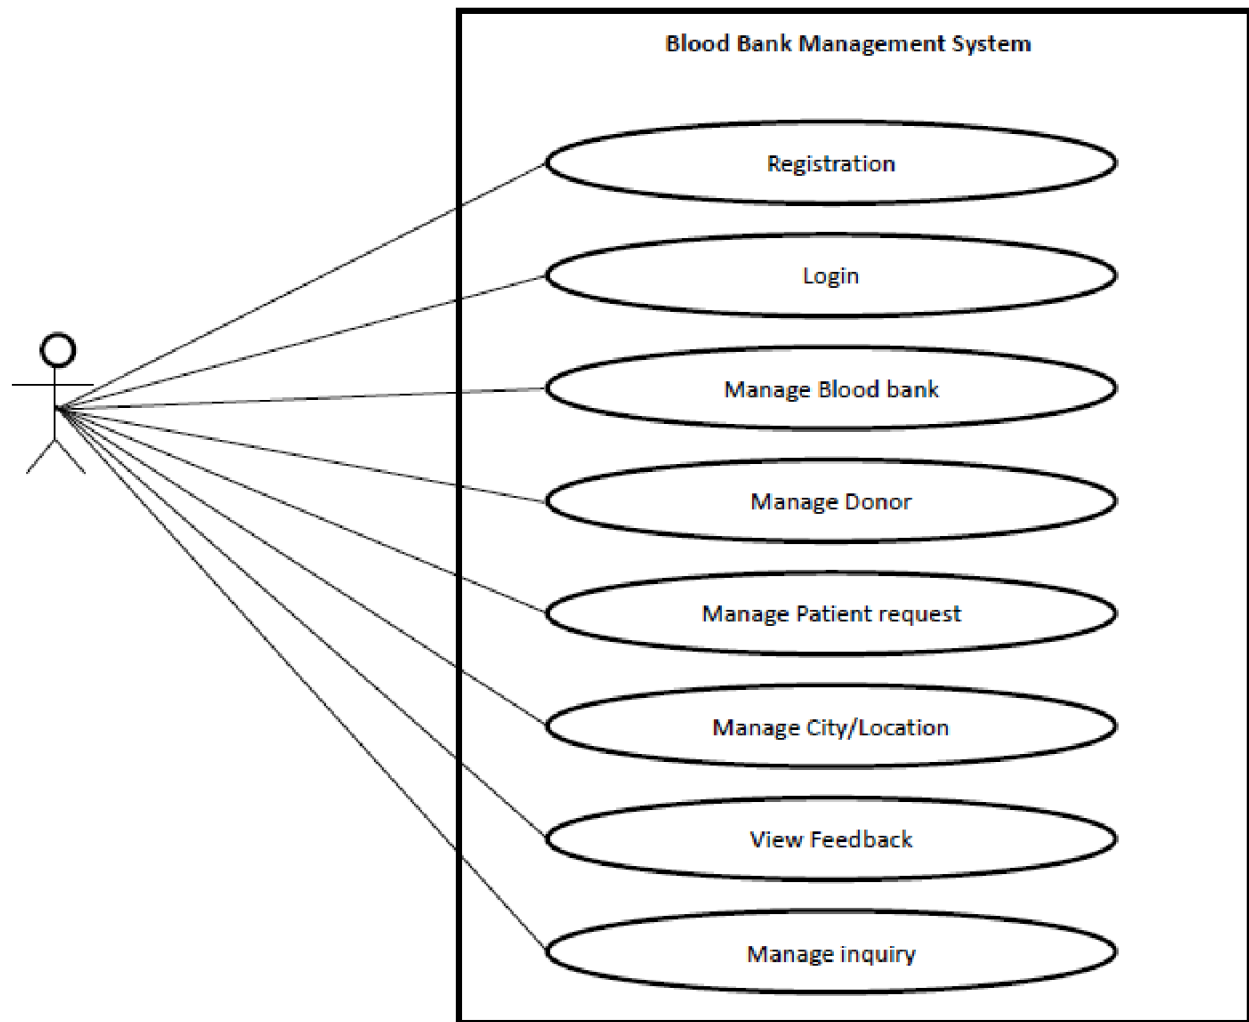 Blood Bank Management System
Registration
Login
Manage Blood bank
Manage Donor
Manage Patient request
Manage City/Location
View Feedback
Manage inquiry